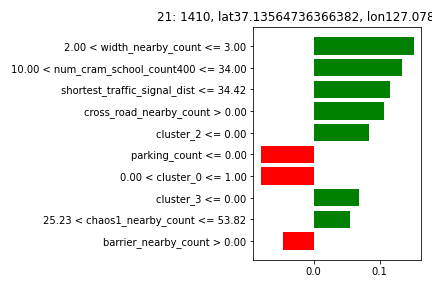 21: 1410, lat37.13564736366382, lon127.078
2.00 < width_nearby_count <= 3.00
10.00 < num_cram_school_count400 <= 34.00
shortest_traffic_signal_dist <= 34.42
cross_road_nearby_count > 0.00
cluster_2 <= 0.00
parking_count <= 0.00
0.00 < cluster_0 <= 1.00
cluster_3 <= 0.00
25.23 < chaos1_nearby_count <= 53.82
barrier_nearby_count > 0.00
0.0 0.1